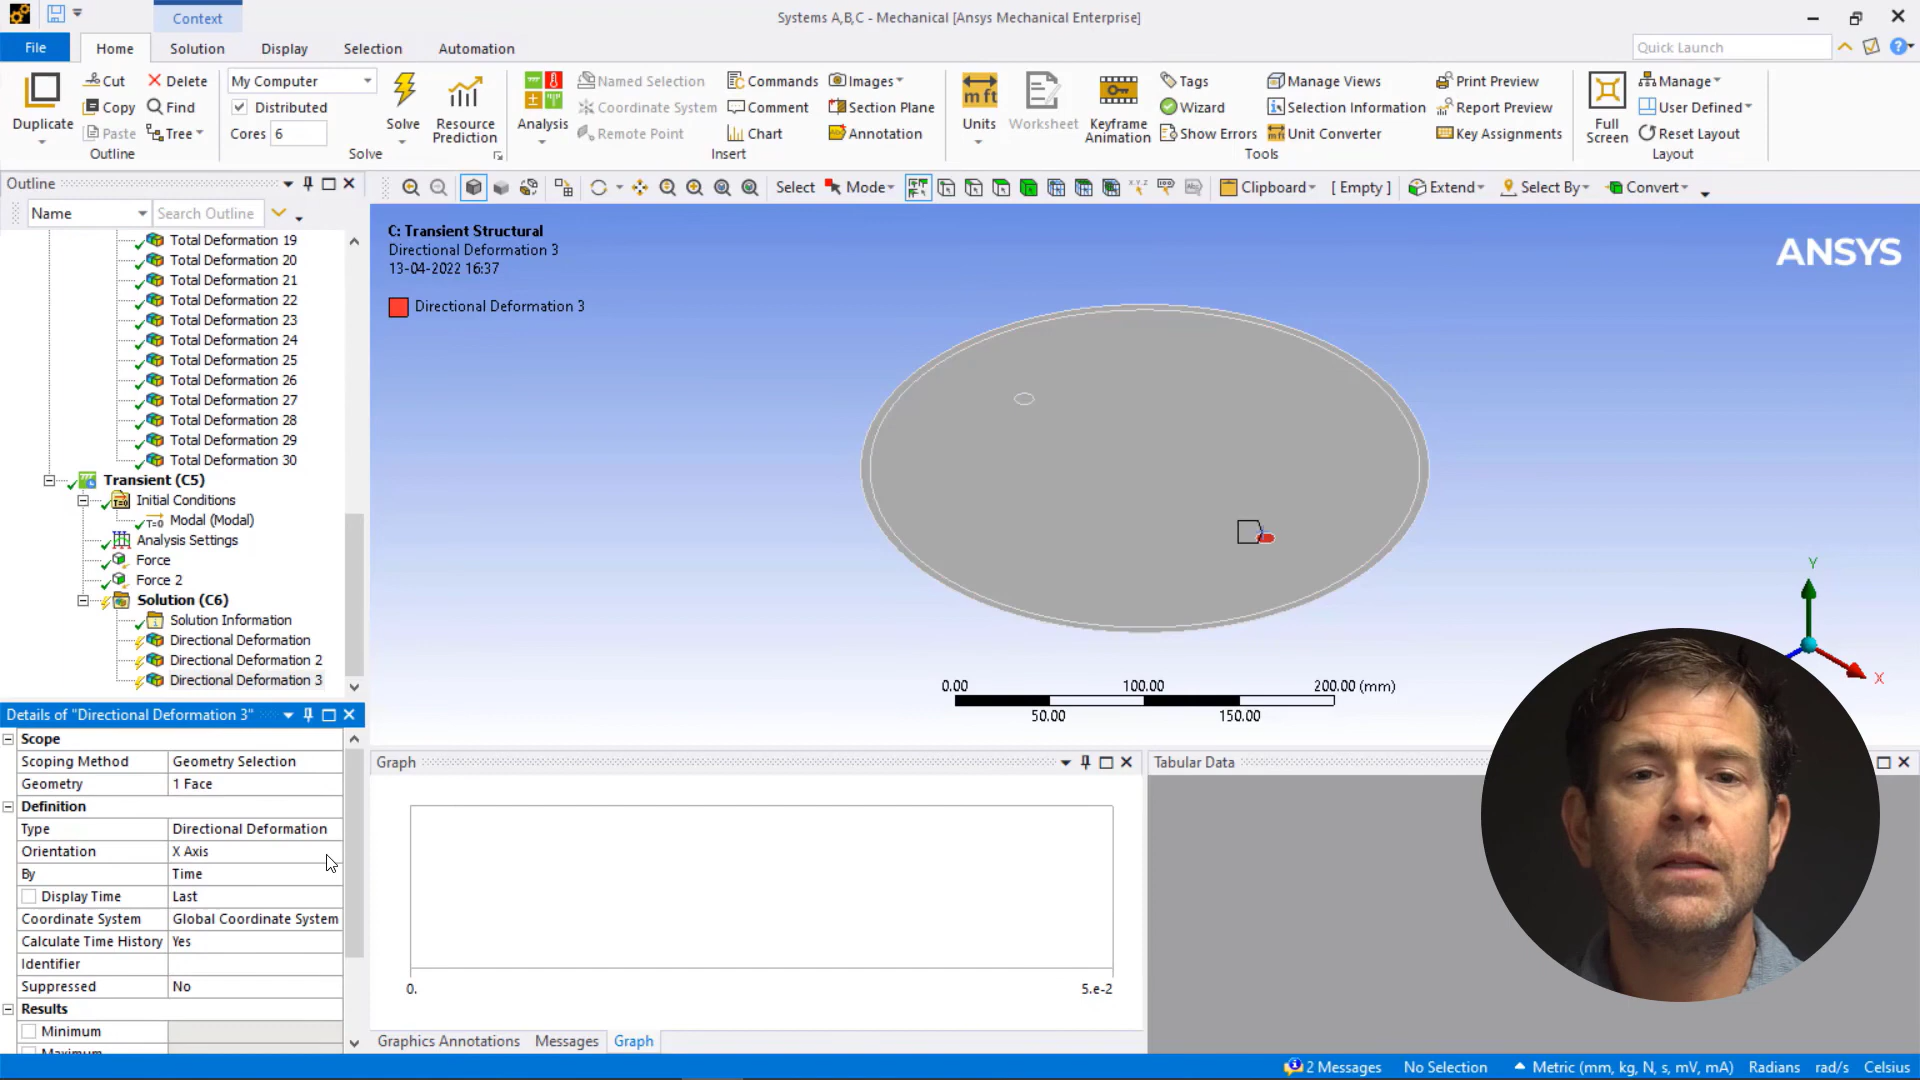 Context
Systems A,B,C - Mechanical [Ansys Mechanical Enterprise]
File
Home
Solution
Display
Selection
Automation
Quick Launch
Duplicate
Cut
Delete
Copy
Find
Paste
Tree
Outline
My Computer
Distributed
Cores 6
Solve
Resource Prediction
Solve
Analysis
Named Selection
Coordinate System
Remote Point
Commands
Comment
Chart
Images
Section Plane
Annotation
Insert
Units
Worksheet
Keyframe Animation
Tags
Wizard
Show Errors
Manage Views
Selection Information
Unit Converter
Print Preview
Report Preview
Key Assignments
Tools
Full Screen
Manage
User Defined
Reset Layout
Layout
Outline
Name
Search Outline
Select
Mode
Clipboard
[ Empty ]
Extend
Select By
Convert
Total Deformation 19
Total Deformation 20
Total Deformation 21
Total Deformation 22
Total Deformation 23
Total Deformation 24
Total Deformation 25
Total Deformation 26
Total Deformation 27
Total Deformation 28
Total Deformation 29
Total Deformation 30
Transient (C5)
Initial Conditions
Modal (Modal)
Analysis Settings
Force
Force 2
Solution (C6)
Solution Information
Directional Deformation
Directional Deformation 2
Directional Deformation 3
C: Transient Structural
Directional Deformation 3
13-04-2022 16:37
Directional Deformation 3
ANSYS
Y
X
0.00 100.00 200.00 (mm)
50.00 150.00
Details of "Directional Deformation 3"
Scope
Scoping Method Geometry Selection
Geometry 1 Face
Definition
Type Directional Deformation
Orientation X Axis
By Time
Display Time Last
Coordinate System Global Coordinate System
Calculate Time History Yes
Identifier
Suppressed No
Results
Minimum
Graph
0. 5.e-2
Graphics Annotations Messages Graph
Tabular Data
2 Messages No Selection Metric (mm, kg, N, s, mV, mA) Radians rad/s Celsius